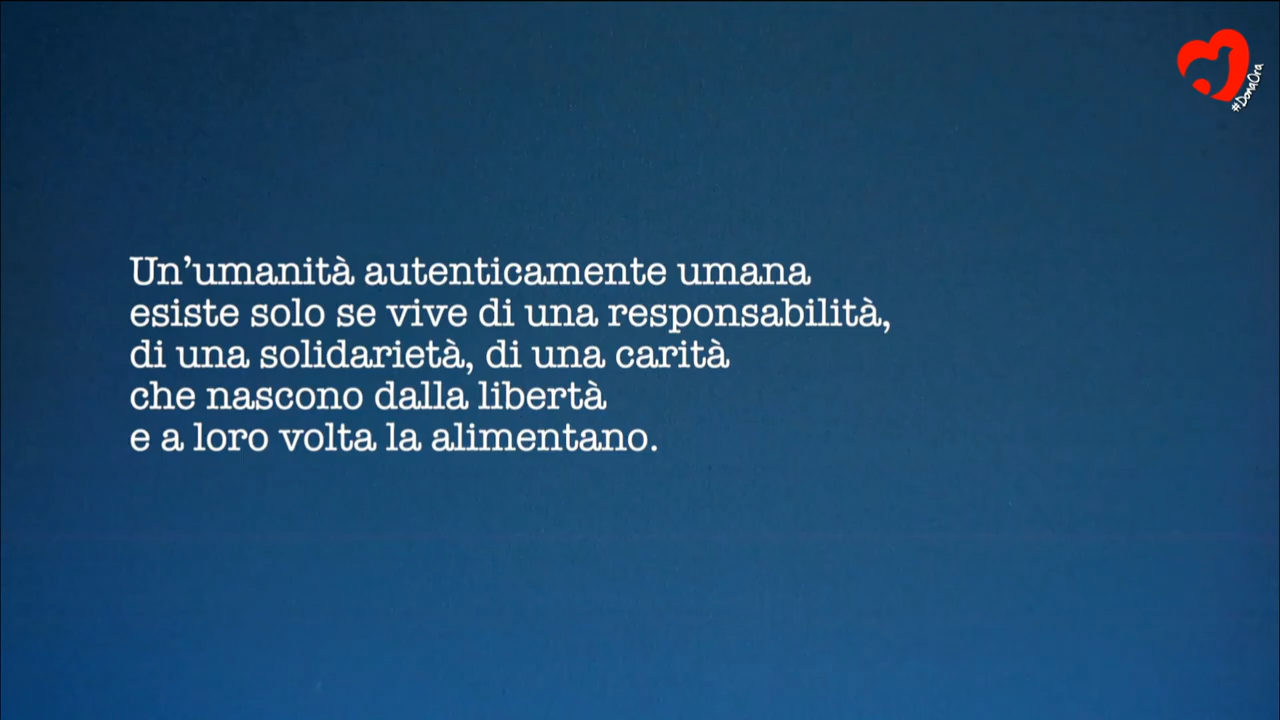 #DonaOra
Un’umanità autenticamente umana
esiste solo se vive di una responsabilità,
di una solidarietà, di una carità
che nascono dalla libertà
e a loro volta la alimentano.